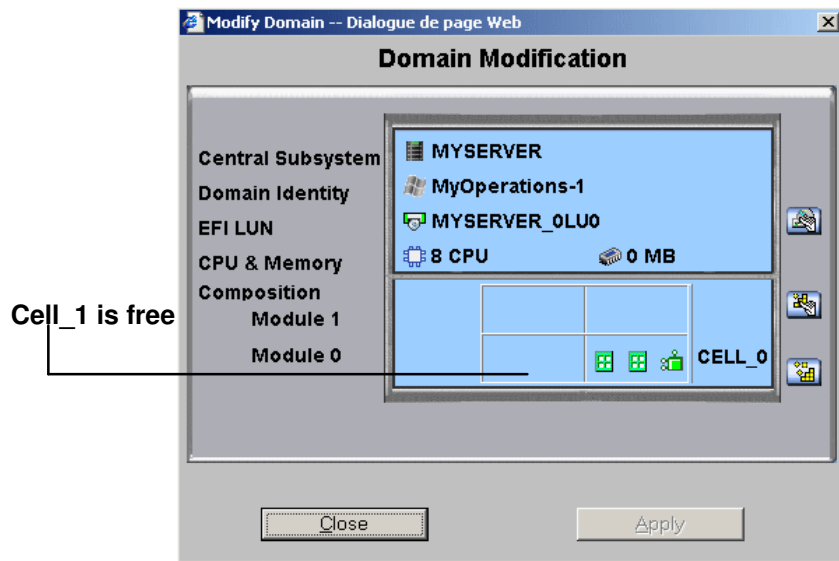 Modify Domain -- Dialogue de page Web
Domain Modification
Central Subsystem MYSERVER
Domain Identity MyOperations-1
EFI LUN MYSERVER_0LU0
CPU & Memory 8 CPU 0 MB
Composition
Cell_1 is free
Module 1
Module 0 CELL_0
Close Apply